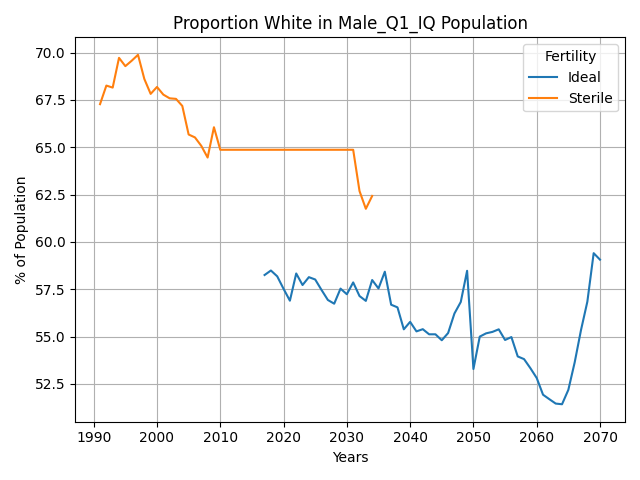 Proportion White in Male_Q1_IQ Population
Fertility
Ideal
Sterile
% of Population
70.0
67.5
65.0
62.5
60.0
57.5
55.0
52.5
1990 2000 2010 2020 2030 2040 2050 2060 2070
Years